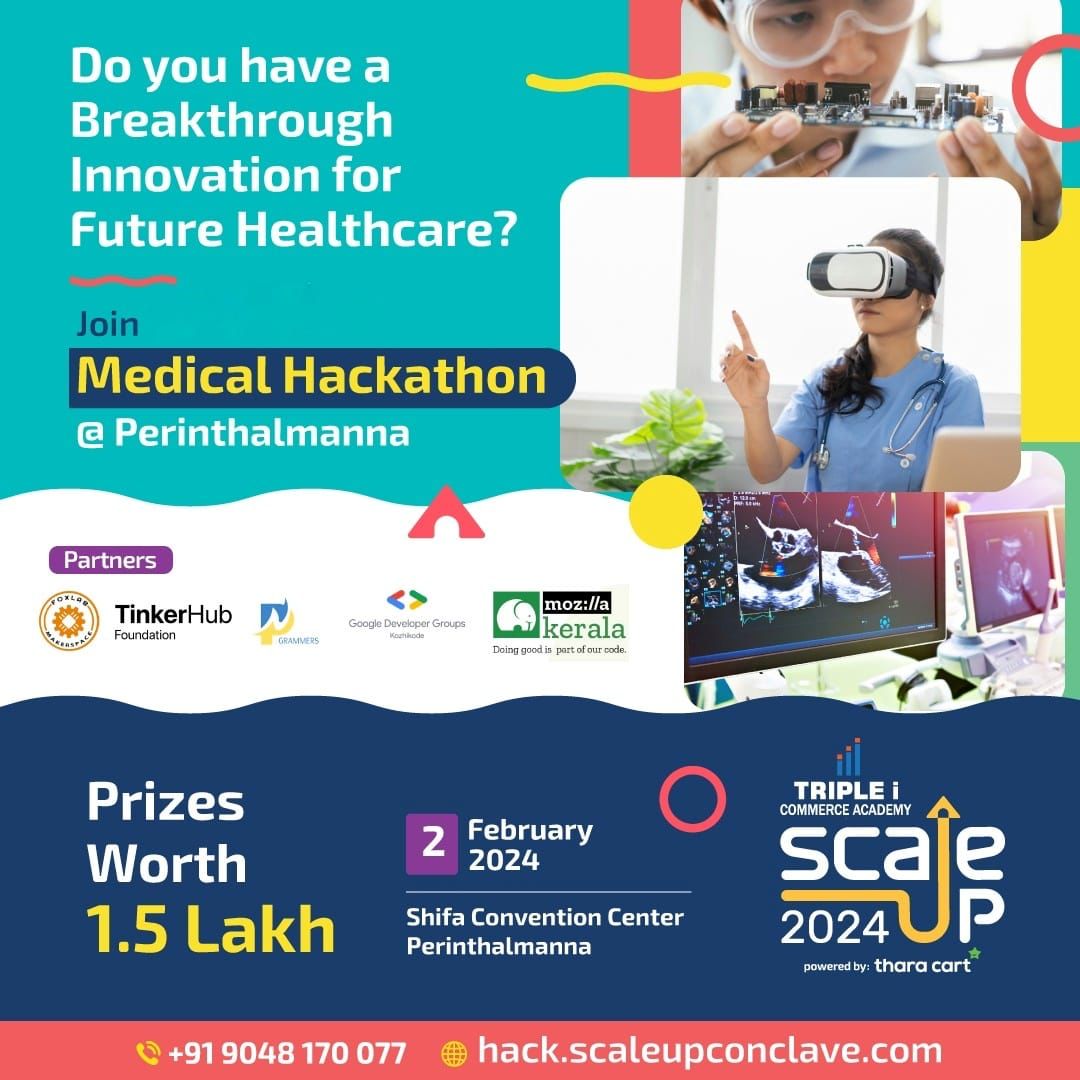 Do you have a
Breakthrough
Innovation for
Future Healthcare?
Join
Medical Hackathon
@ Perinthalmanna
Partners
FOXLAB
MAKERSPACE
TinkerHub
Foundation
GRAMMERS
Google Developer Groups
Kozhikode
moz://a
kerala
Doing good is part of our code.
Prizes
Worth
1.5 Lakh
2
February
2024
Shifa Convention Center
Perinthalmanna
TRIPLE i
COMMERCE ACADEMY
scale
2024 UP
powered by: thara cart
+91 9048 170 077
hack.scaleupconclave.com